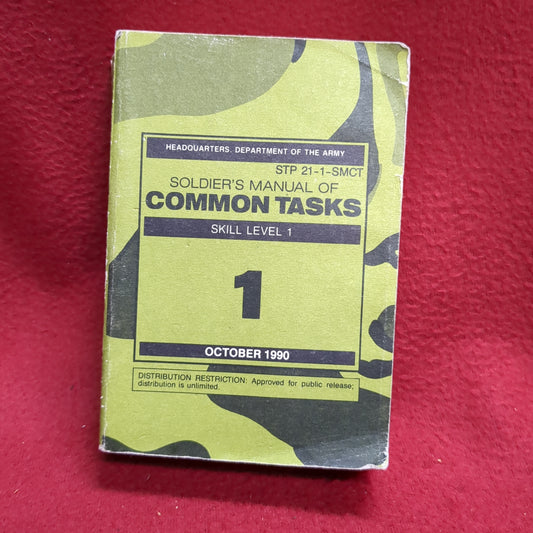 HEADQUARTERS, DEPARTMENT OF THE ARMY
STP 21-1-SMCT
SOLDIER'S MANUAL OF
COMMON TASKS
SKILL LEVEL 1
1
OCTOBER 1990
DISTRIBUTION RESTRICTION: Approved for public release;
distribution is unlimited.